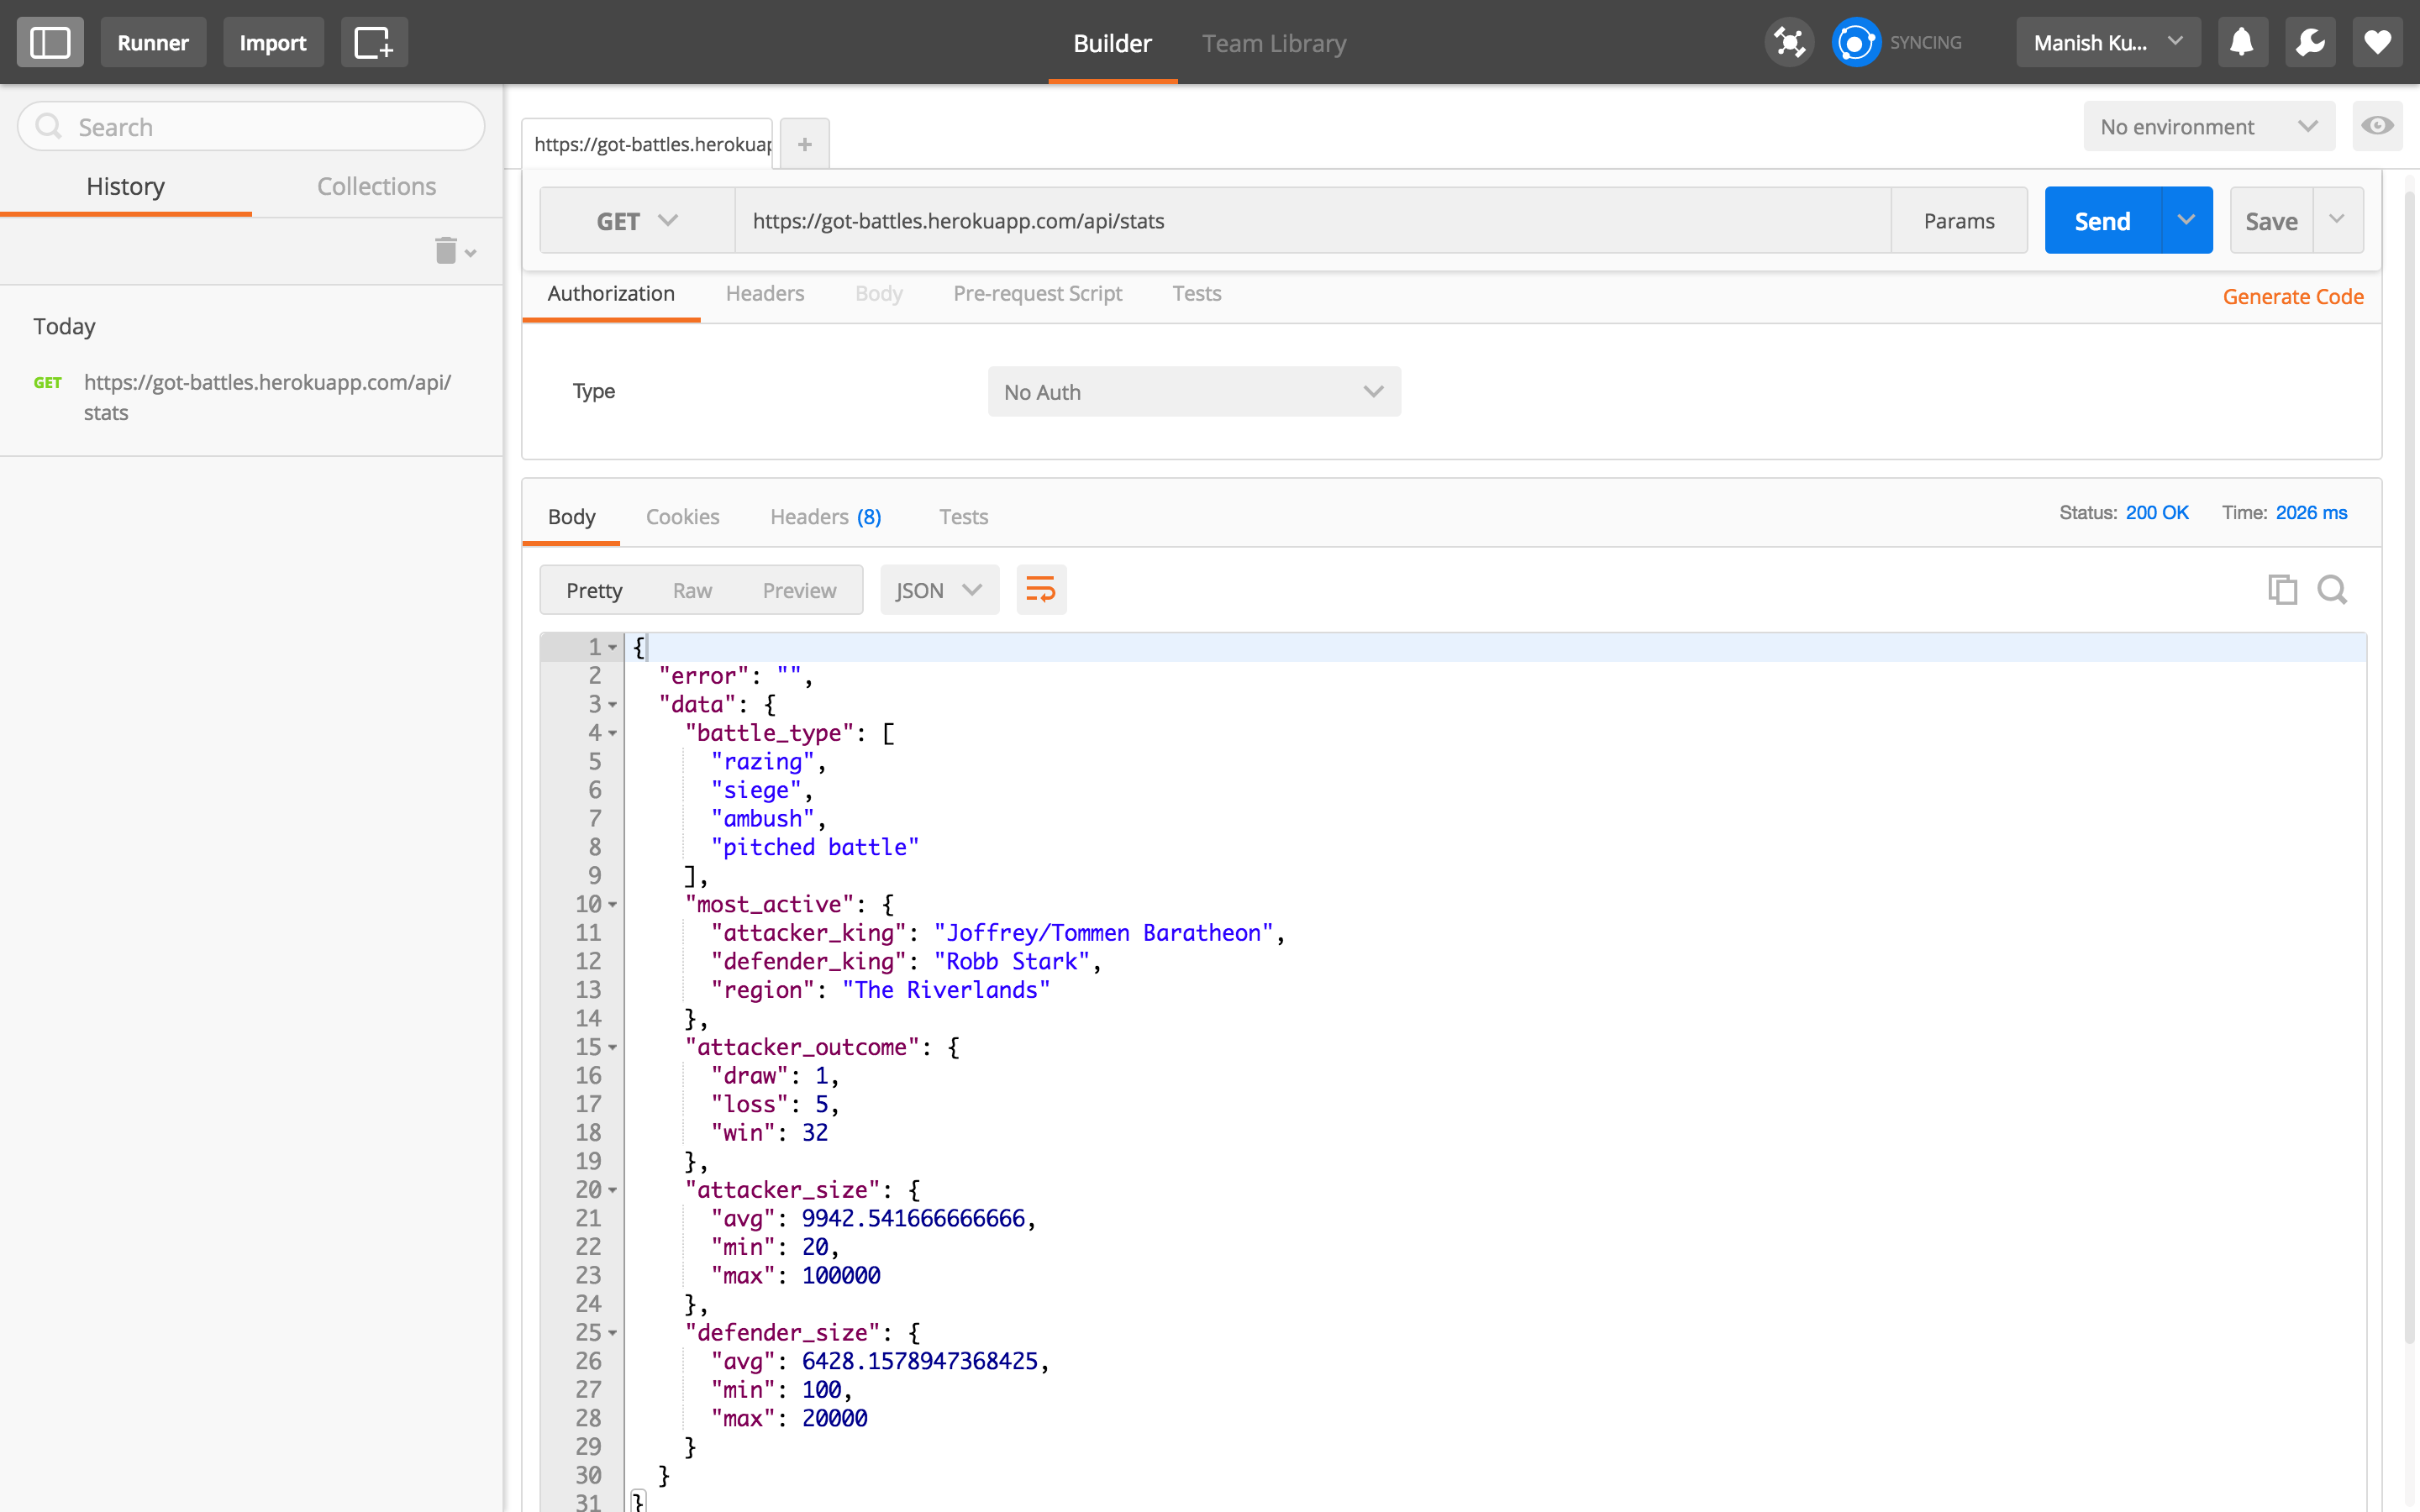 Runner Import Builder Team Library SYNCING Manish Ku...
Search
No environment
https://got-battles.herokuap +
History Collections
GET https://got-battles.herokuapp.com/api/stats Params Send Save
Authorization Headers Body Pre-request Script Tests Generate Code
Today
GET https://got-battles.herokuapp.com/api/
stats
Type No Auth
Body Cookies Headers (8) Tests Status: 200 OK Time: 2026 ms
Pretty Raw Preview JSON
1 {
2 "error": "",
3 "data": {
4 "battle_type": [
5 "razing",
6 "siege",
7 "ambush",
8 "pitched battle"
9 ],
10 "most_active": {
11 "attacker_king": "Joffrey/Tommen Baratheon",
12 "defender_king": "Robb Stark",
13 "region": "The Riverlands"
14 },
15 "attacker_outcome": {
16 "draw": 1,
17 "loss": 5,
18 "win": 32
19 },
20 "attacker_size": {
21 "avg": 9942.541666666666,
22 "min": 20,
23 "max": 100000
24 },
25 "defender_size": {
26 "avg": 6428.1578947368425,
27 "min": 100,
28 "max": 20000
29 }
30 }
31 }